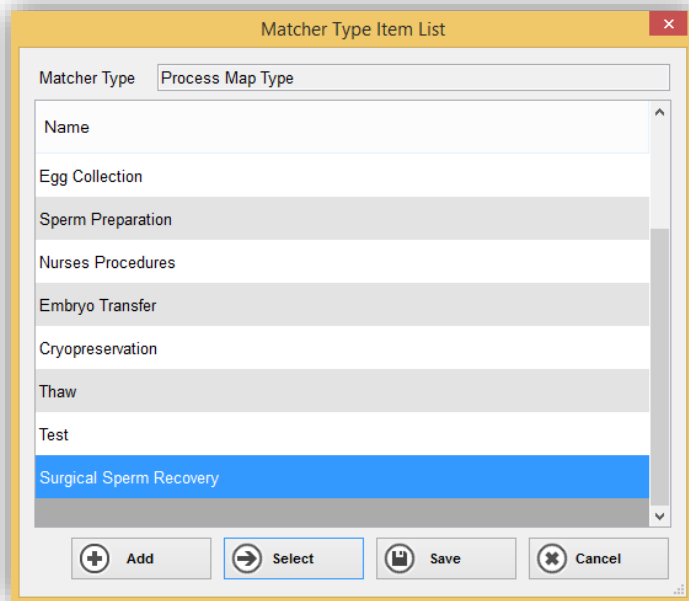 Matcher Type Item List
Matcher Type Process Map Type
Name
Egg Collection
Sperm Preparation
Nurses Procedures
Embryo Transfer
Cryopreservation
Thaw
Test
Surgical Sperm Recovery
Add Select Save Cancel